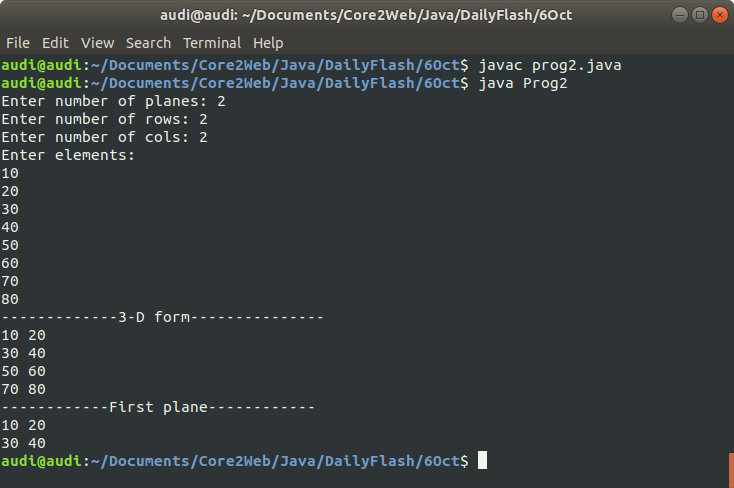 audi@audi: ~/Documents/Core2Web/Java/DailyFlash/6Oct
File Edit View Search Terminal Help
audi@audi:~/Documents/Core2Web/Java/DailyFlash/6Oct$ javac prog2.java
audi@audi:~/Documents/Core2Web/Java/DailyFlash/6Oct$ java Prog2
Enter number of planes: 2
Enter number of rows: 2
Enter number of cols: 2
Enter elements:
10
20
30
40
50
60
70
80
-------------3-D form---------------
10 20
30 40
50 60
70 80
------------First plane------------
10 20
30 40
audi@audi:~/Documents/Core2Web/Java/DailyFlash/6Oct$